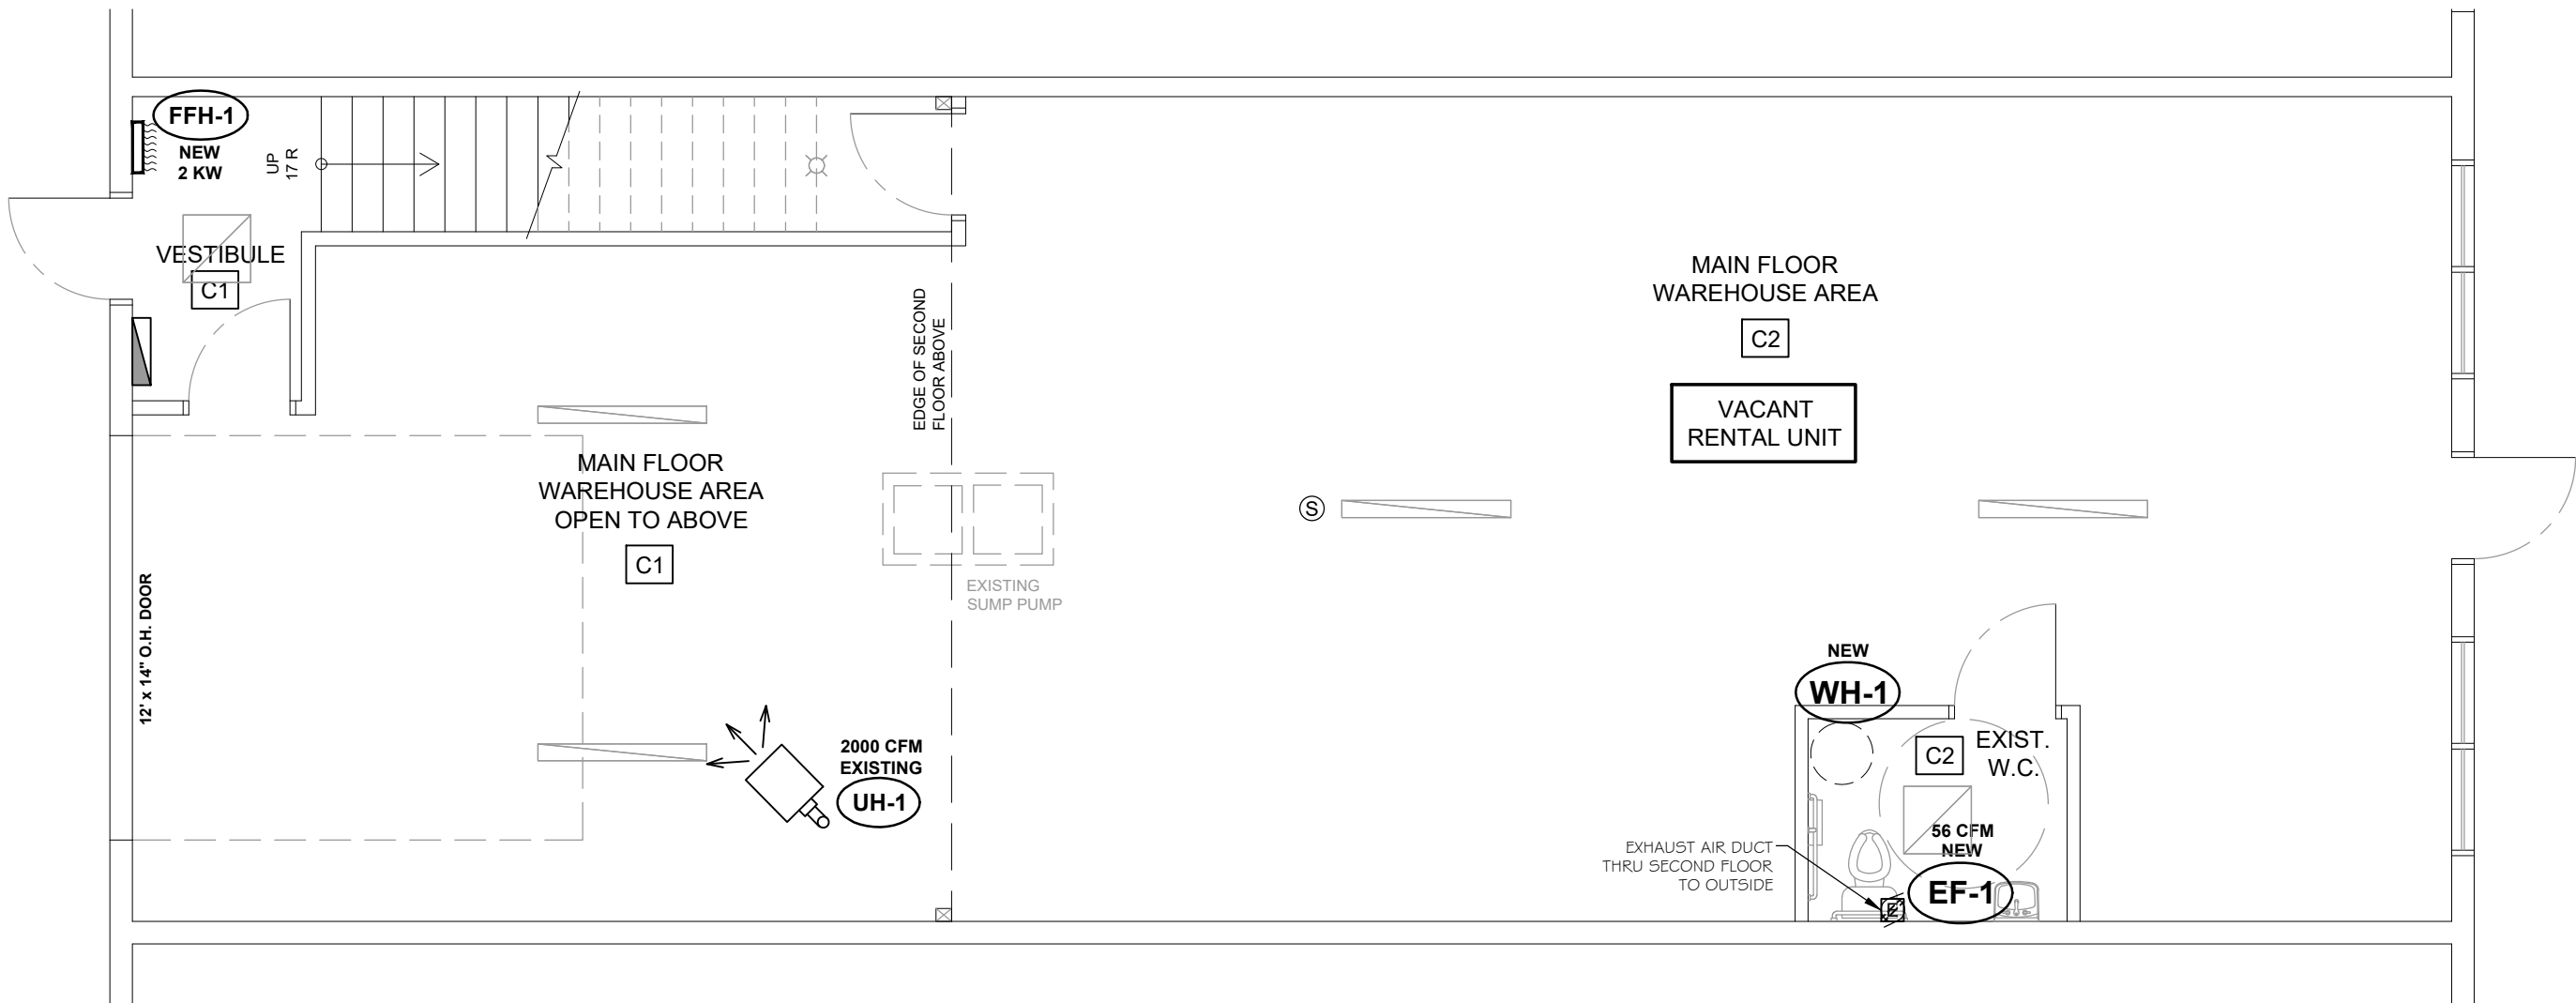 FFH-1
NEW
2 KW
UP
17 R
VESTIBULE
C1
EDGE OF SECOND
FLOOR ABOVE
MAIN FLOOR
WAREHOUSE AREA
C2
VACANT
RENTAL UNIT
MAIN FLOOR
WAREHOUSE AREA
OPEN TO ABOVE
C1
S
EXISTING
SUMP PUMP
12' x 14" O.H. DOOR
2000 CFM
EXISTING
UH-1
NEW
WH-1
C2
EXIST.
W.C.
56 CFM
NEW
EF-1
EXHAUST AIR DUCT
THRU SECOND FLOOR
TO OUTSIDE
E